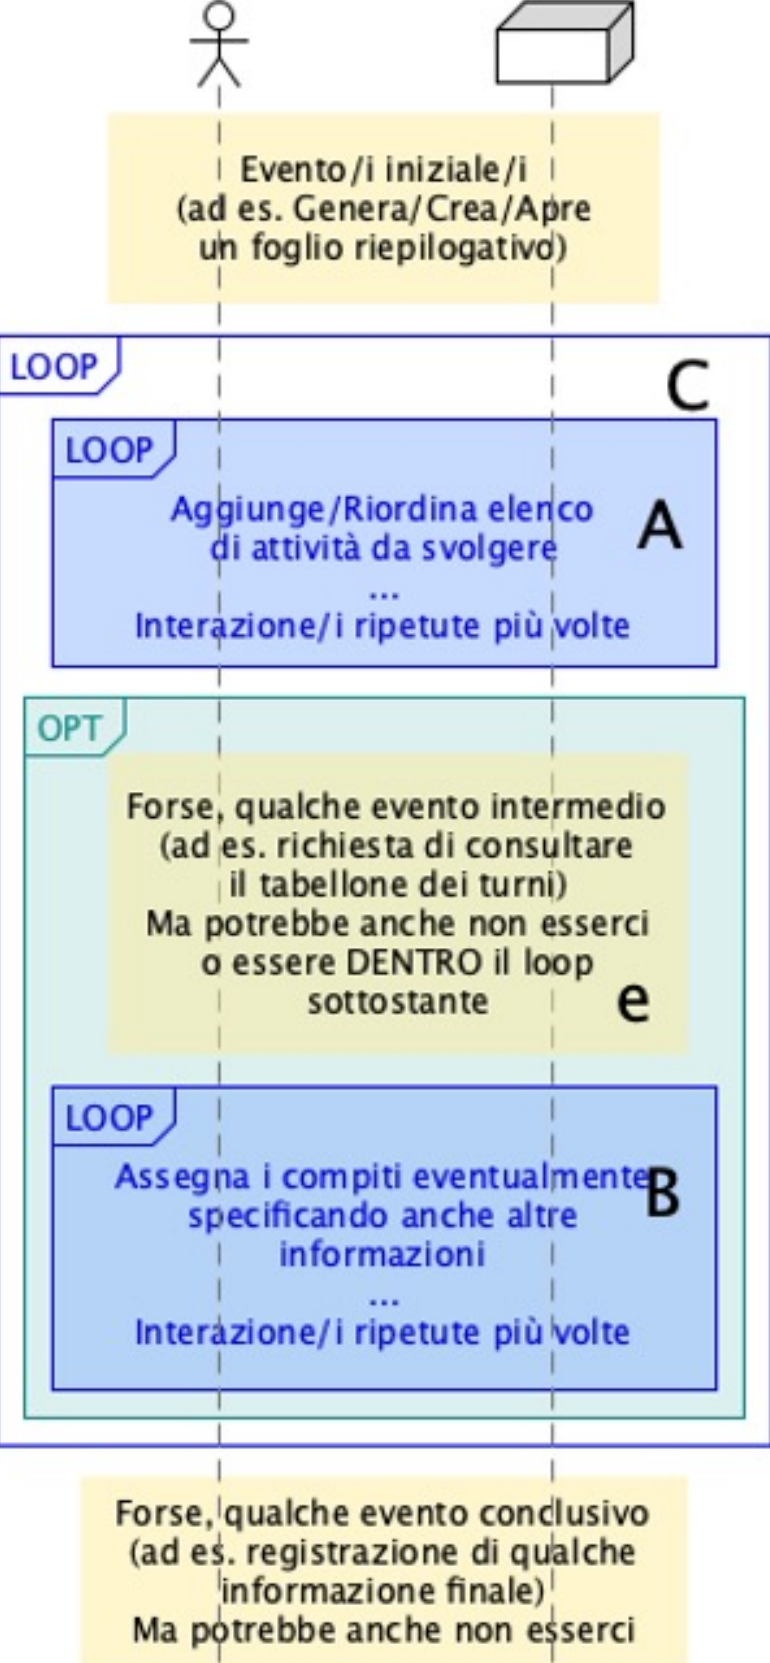 Evento/i iniziale/i
(ad es. Genera/Crea/Apre
un foglio riepilogativo)
LOOP
C
LOOP
Aggiunge/Riordina elenco
A
di attività da svolgere
...
Interazione/i ripetute più volte
OPT
Forse, qualche evento intermedio
(ad es. richiesta di consultare
il tabellone dei turni)
Ma potrebbe anche non esserci
o essere DENTRO il loop
sottostante
e
LOOP
Assegna i compiti eventualmente
B
specificando anche altre
informazioni
...
Interazione/i ripetute più volte
Forse, qualche evento conclusivo
(ad es. registrazione di qualche
informazione finale)
Ma potrebbe anche non esserci